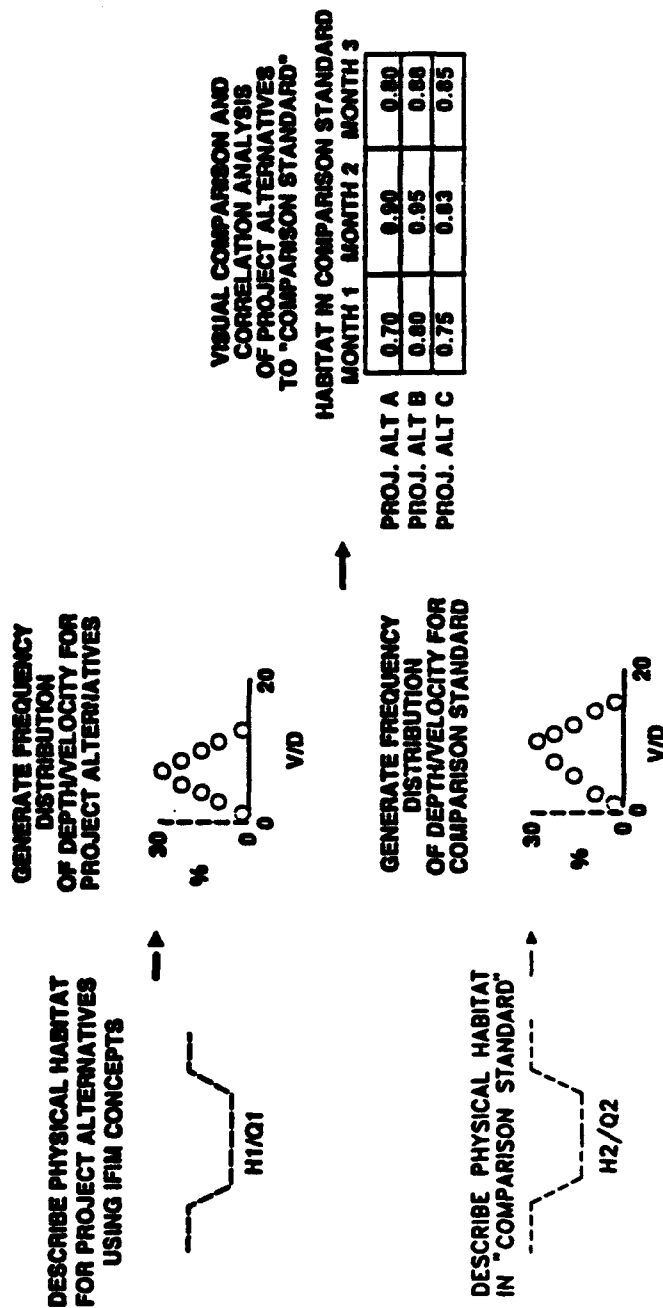 DESCRIBE PHYSICAL HABITAT
FOR PROJECT ALTERNATIVES
USING IFIM CONCEPTS
H1/Q1
GENERATE FREQUENCY
DISTRIBUTION
OF DEPTH/VELOCITY FOR
PROJECT ALTERNATIVES
30
%
0
0
20
V/D
DESCRIBE PHYSICAL HABITAT
IN "COMPARISON STANDARD"
H2/Q2
GENERATE FREQUENCY
DISTRIBUTION
OF DEPTH/VELOCITY FOR
COMPARISON STANDARD
30
%
0
0
20
V/D
VISUAL COMPARISON AND
CORRELATION ANALYSIS
OF PROJECT ALTERNATIVES
TO "COMPARISON STANDARD"
HABITAT IN COMPARISON STANDARD
MONTH 1 MONTH 2 MONTH 3
PROJ. ALT A 0.70 0.90 0.80
PROJ. ALT B 0.80 0.95 0.88
PROJ. ALT C 0.75 0.83 0.85